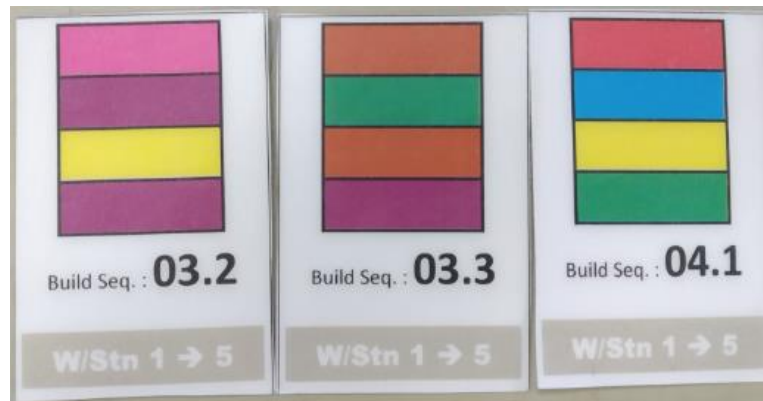 Build Seq. : 03.2
W/Stn 1 → 5
Build Seq. : 03.3
W/Stn 1 → 5
Build Seq. : 04.1
W/Stn 1 → 5